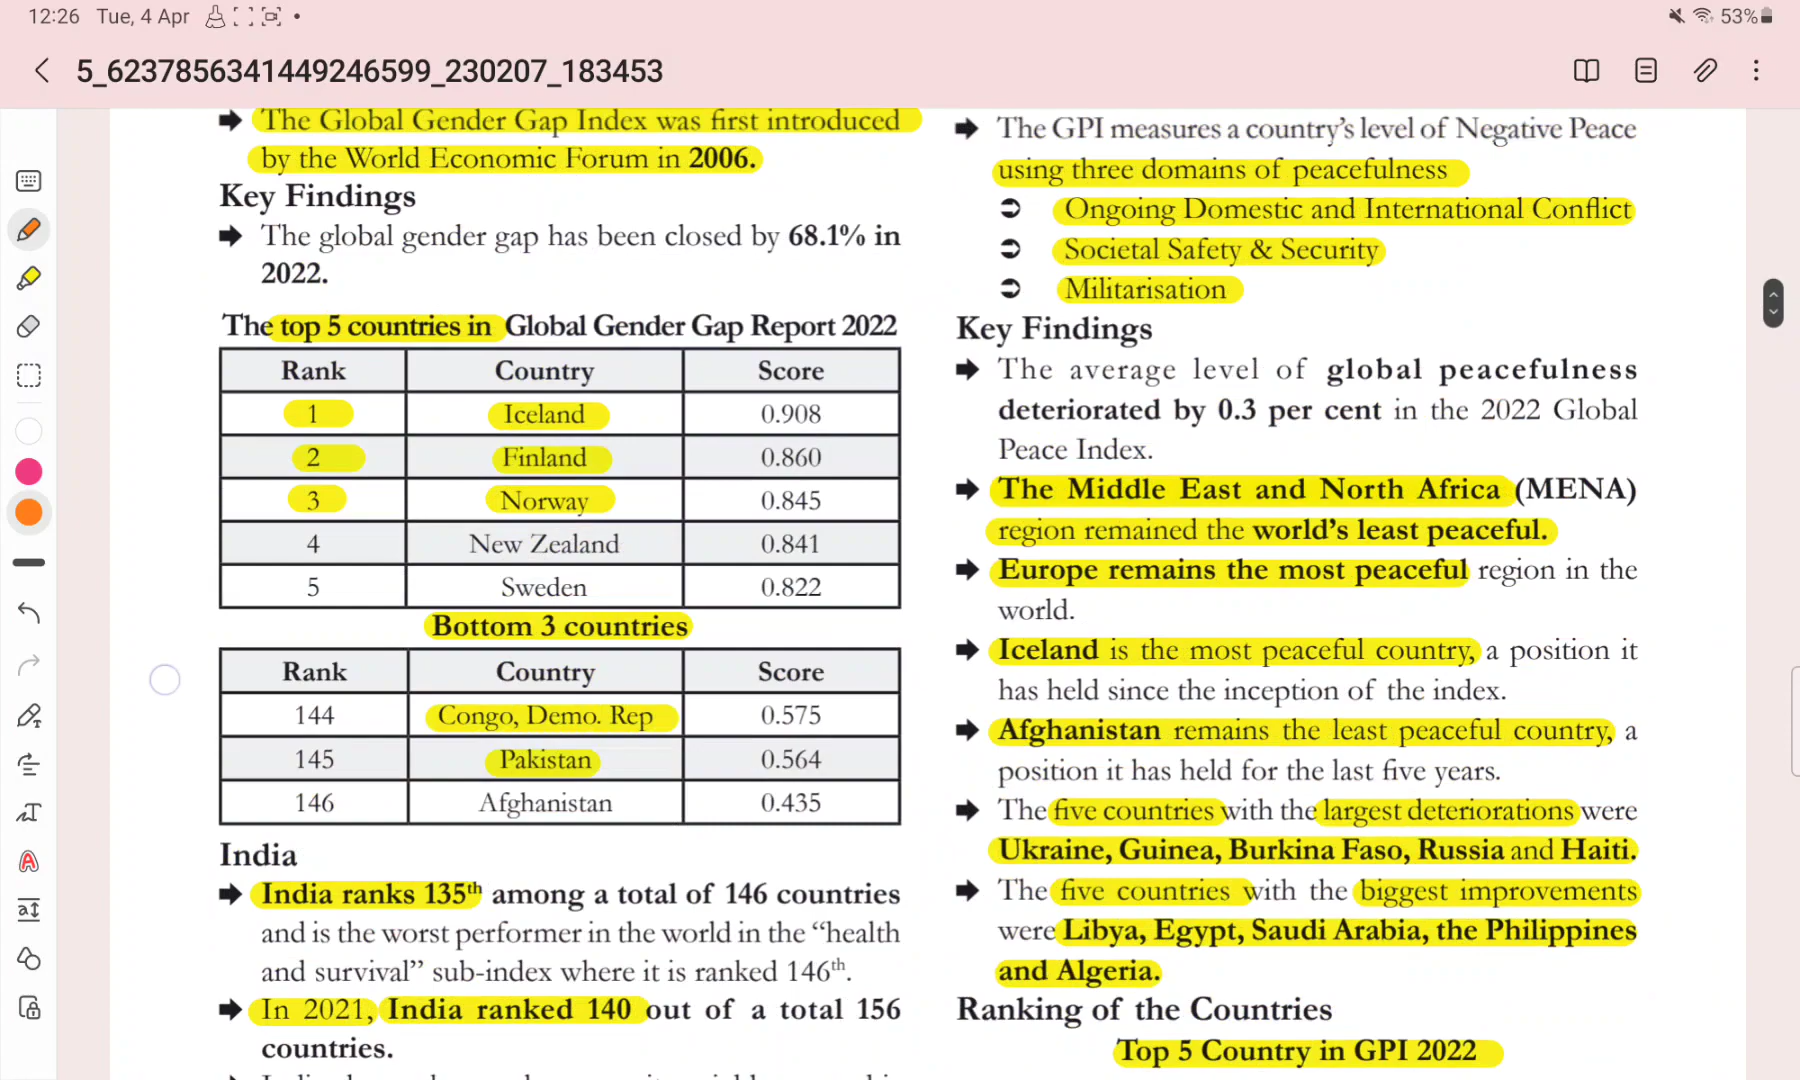 12:26 Tue, 4 Apr
53%
5_6237856341449246599_230207_183453
The Global Gender Gap Index was first introduced
by the World Economic Forum in 2006.
Key Findings
The global gender gap has been closed by 68.1% in
2022.
The top 5 countries in Global Gender Gap Report 2022
Rank Country Score
1 Iceland 0.908
2 Finland 0.860
3 Norway 0.845
4 New Zealand 0.841
5 Sweden 0.822
Bottom 3 countries
Rank Country Score
144 Congo, Demo. Rep 0.575
145 Pakistan 0.564
146 Afghanistan 0.435
India
India ranks 135th among a total of 146 countries
and is the worst performer in the world in the “health
and survival” sub-index where it is ranked 146th.
In 2021, India ranked 140 out of a total 156
countries.
The GPI measures a country’s level of Negative Peace
using three domains of peacefulness
Ongoing Domestic and International Conflict
Societal Safety & Security
Militarisation
Key Findings
The average level of global peacefulness
deteriorated by 0.3 per cent in the 2022 Global
Peace Index.
The Middle East and North Africa (MENA)
region remained the world’s least peaceful.
Europe remains the most peaceful region in the
world.
Iceland is the most peaceful country, a position it
has held since the inception of the index.
Afghanistan remains the least peaceful country, a
position it has held for the last five years.
The five countries with the largest deteriorations were
Ukraine, Guinea, Burkina Faso, Russia and Haiti.
The five countries with the biggest improvements
were Libya, Egypt, Saudi Arabia, the Philippines
and Algeria.
Ranking of the Countries
Top 5 Country in GPI 2022